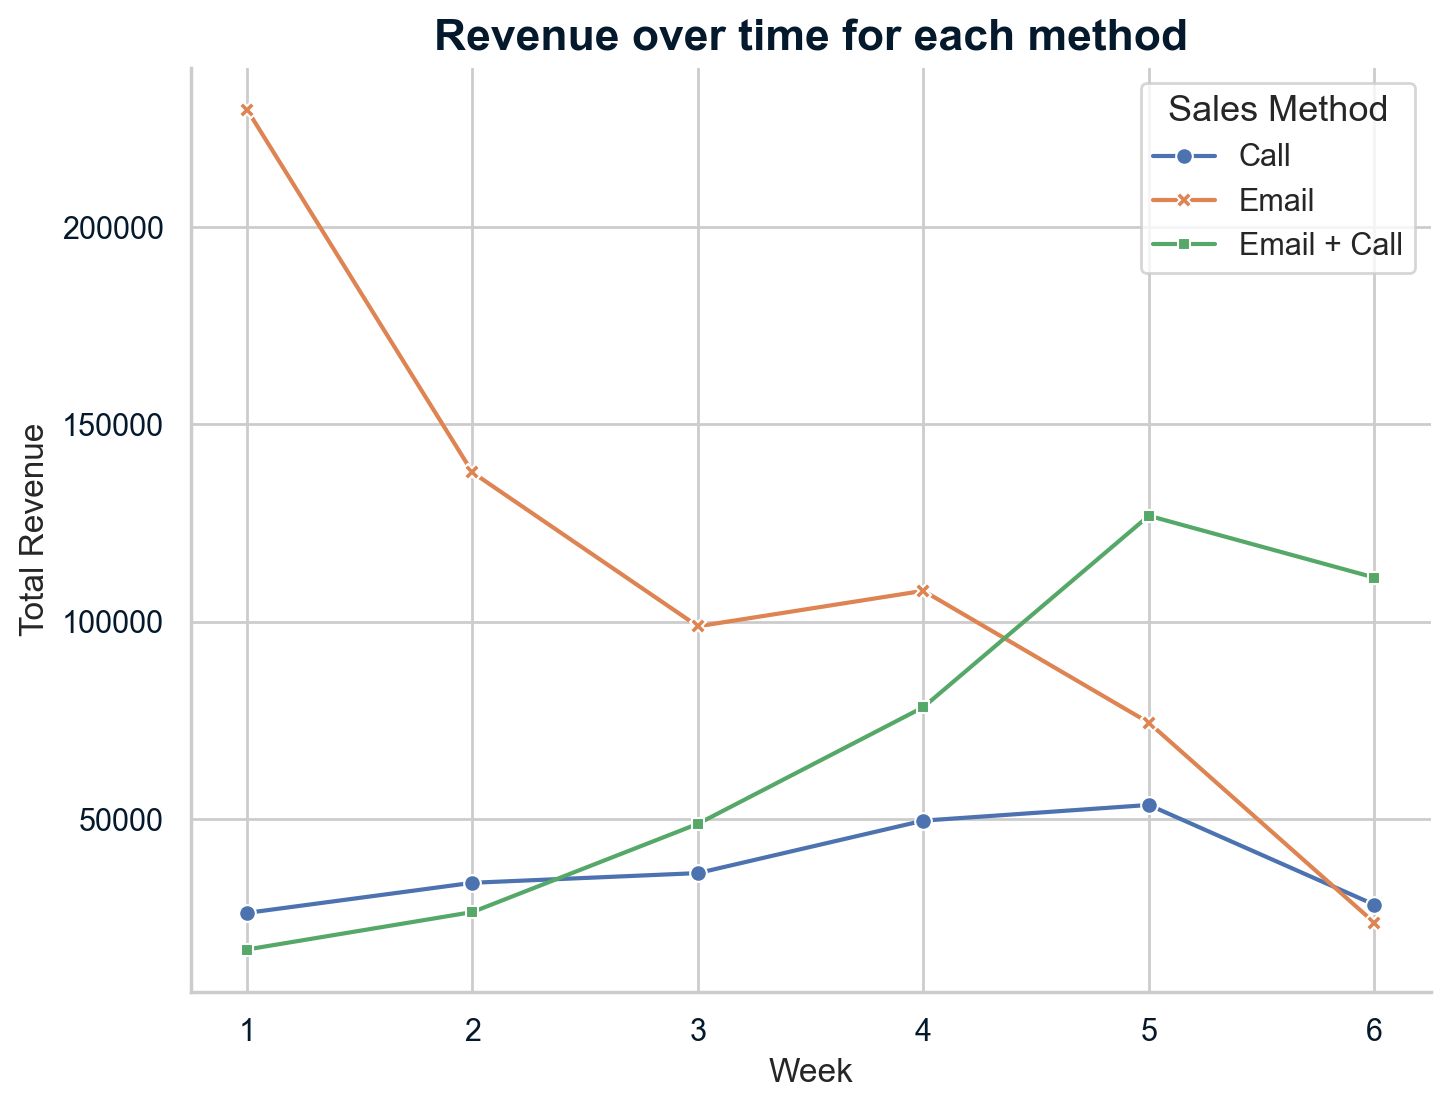 Revenue over time for each method
Sales Method
Call
Email
Email + Call
200000
150000
100000
50000
Total Revenue
1 2 3 4 5 6
Week